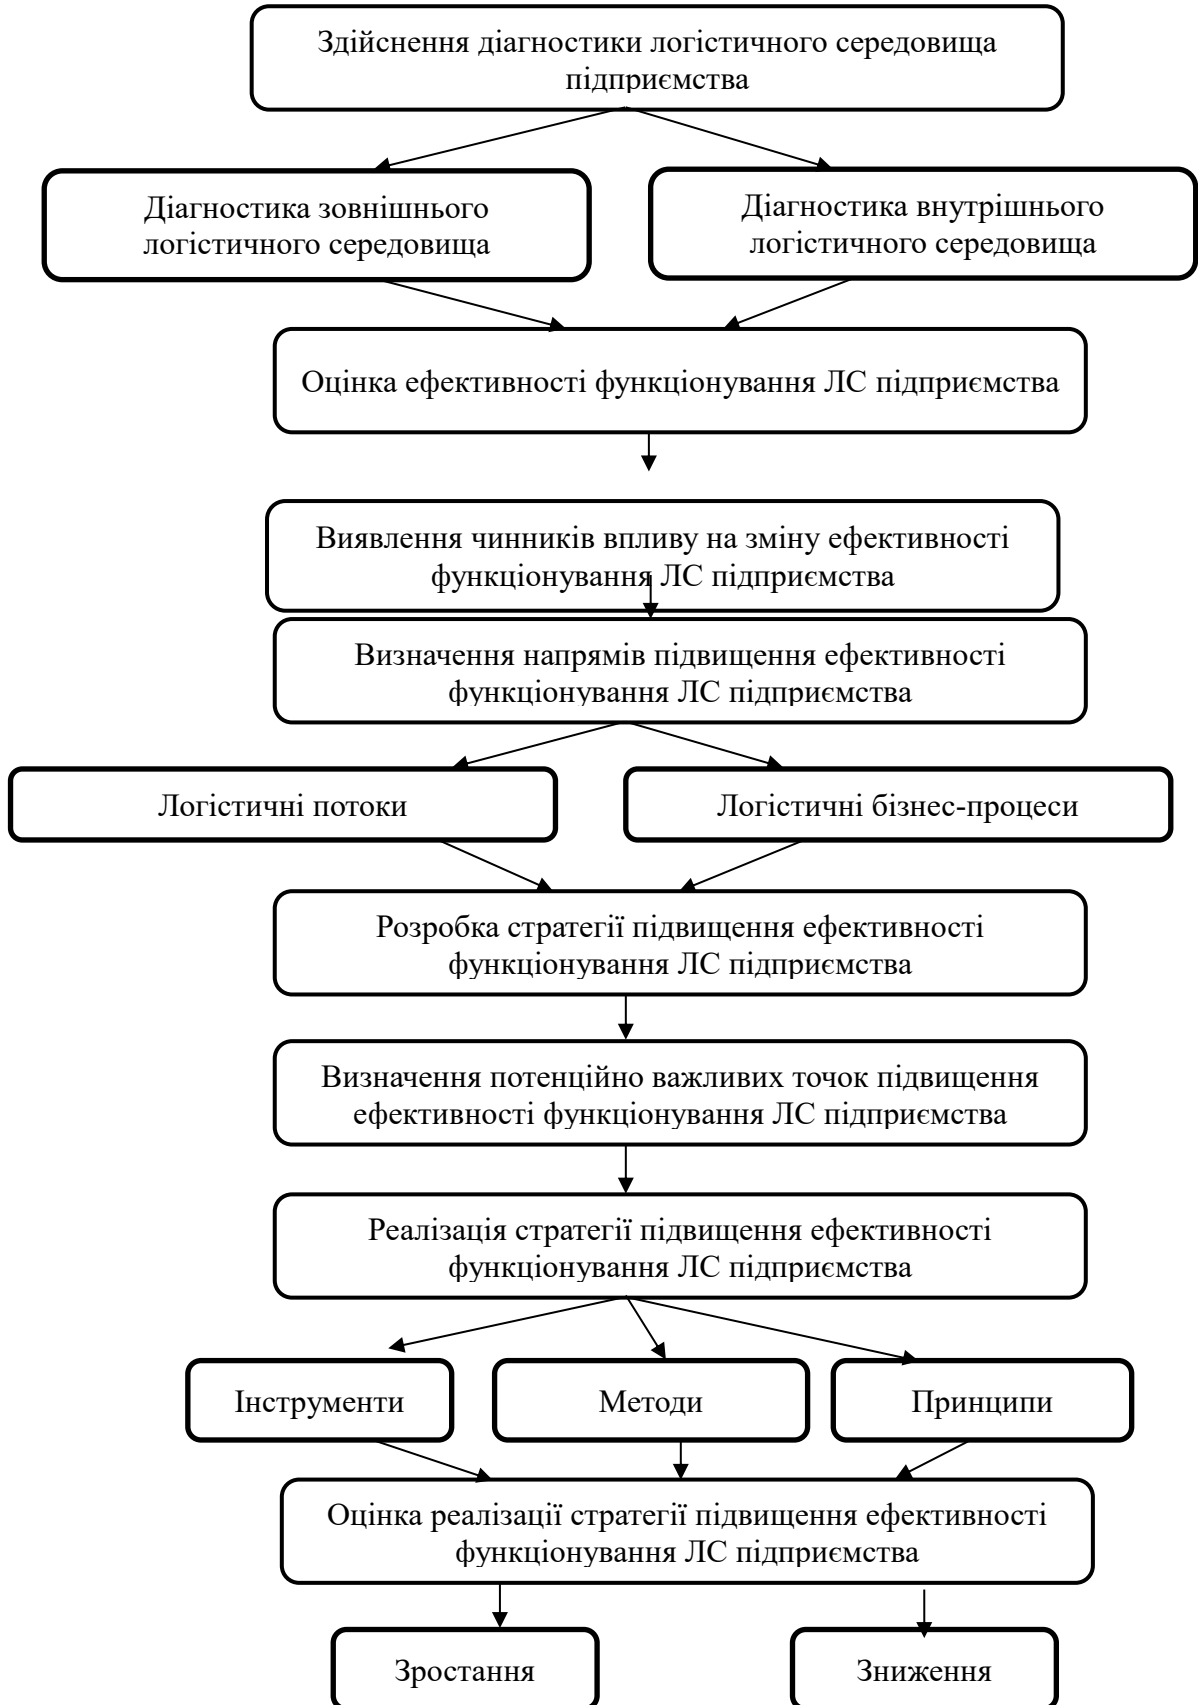 Здійснення діагностики логістичного середовища
підприємства
Діагностика зовнішнього
логістичного середовища
Діагностика внутрішнього
логістичного середовища
Оцінка ефективності функціонування ЛС підприємства
Виявлення чинників впливу на зміну ефективності
функціонування ЛС підприємства
Визначення напрямів підвищення ефективності
функціонування ЛС підприємства
Логістичні потоки
Логістичні бізнес-процеси
Розробка стратегії підвищення ефективності
функціонування ЛС підприємства
Визначення потенційно важливих точок підвищення
ефективності функціонування ЛС підприємства
Реалізація стратегії підвищення ефективності
функціонування ЛС підприємства
Інструменти
Методи
Принципи
Оцінка реалізації стратегії підвищення ефективності
функціонування ЛС підприємства
Зростання
Зниження